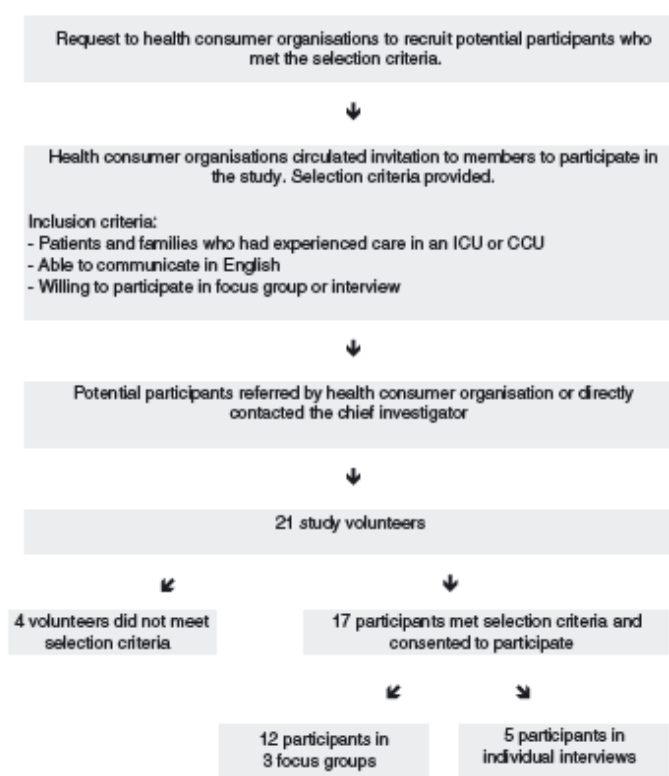 Request to health consumer organisations to recruit potential participants who
met the selection criteria.
Health consumer organisations circulated invitation to members to participate in
the study. Selection criteria provided.
Inclusion criteria:
- Patients and families who had experienced care in an ICU or CCU
- Able to communicate in English
- Willing to participate in focus group or interview
Potential participants referred by health consumer organisation or directly
contacted the chief investigator
21 study volunteers
4 volunteers did not meet
selection criteria
17 participants met selection criteria and
consented to participate
12 participants in
3 focus groups
5 participants in
individual interviews